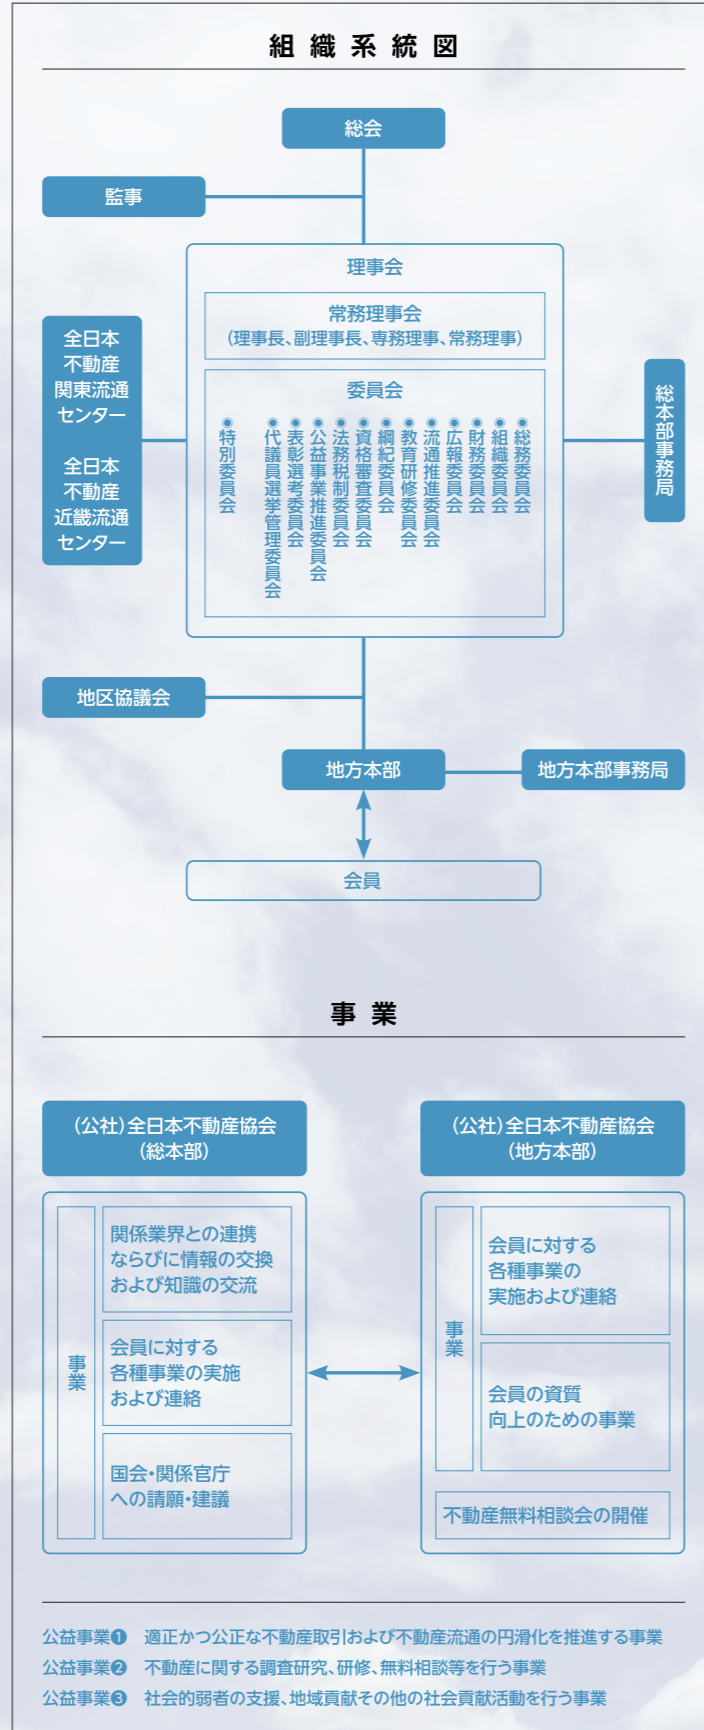 組織系統図
総会
監事
理事会
常務理事会
(理事長、副理事長、専務理事、常務理事)
委員会
◉総務委員会
◉組織委員会
◉財務委員会
◉広報委員会
◉流通推進委員会
◉教育研修委員会
◉綱紀委員会
◉資格審査委員会
◉法務税制委員会
◉公益事業推進委員会
◉表彰選考委員会
◉代議員選挙管理委員会
◉特別委員会
全日本
不動産
関東流通
センター
全日本
不動産
近畿流通
センター
総本部事務局
地区協議会
地方本部
地方本部事務局
会員
事業
(公社)全日本不動産協会
(総本部)
事業
関係業界との連携
ならびに情報の交換
および知識の交流
会員に対する
各種事業の実施
および連絡
国会・関係官庁
への請願・建議
(公社)全日本不動産協会
(地方本部)
事業
会員に対する
各種事業の
実施および連絡
会員の資質
向上のための事業
不動産無料相談会の開催
公益事業❶ 適正かつ公正な不動産取引および不動産流通の円滑化を推進する事業
公益事業❷ 不動産に関する調査研究、研修、無料相談等を行う事業
公益事業❸ 社会的弱者の支援、地域貢献その他の社会貢献活動を行う事業